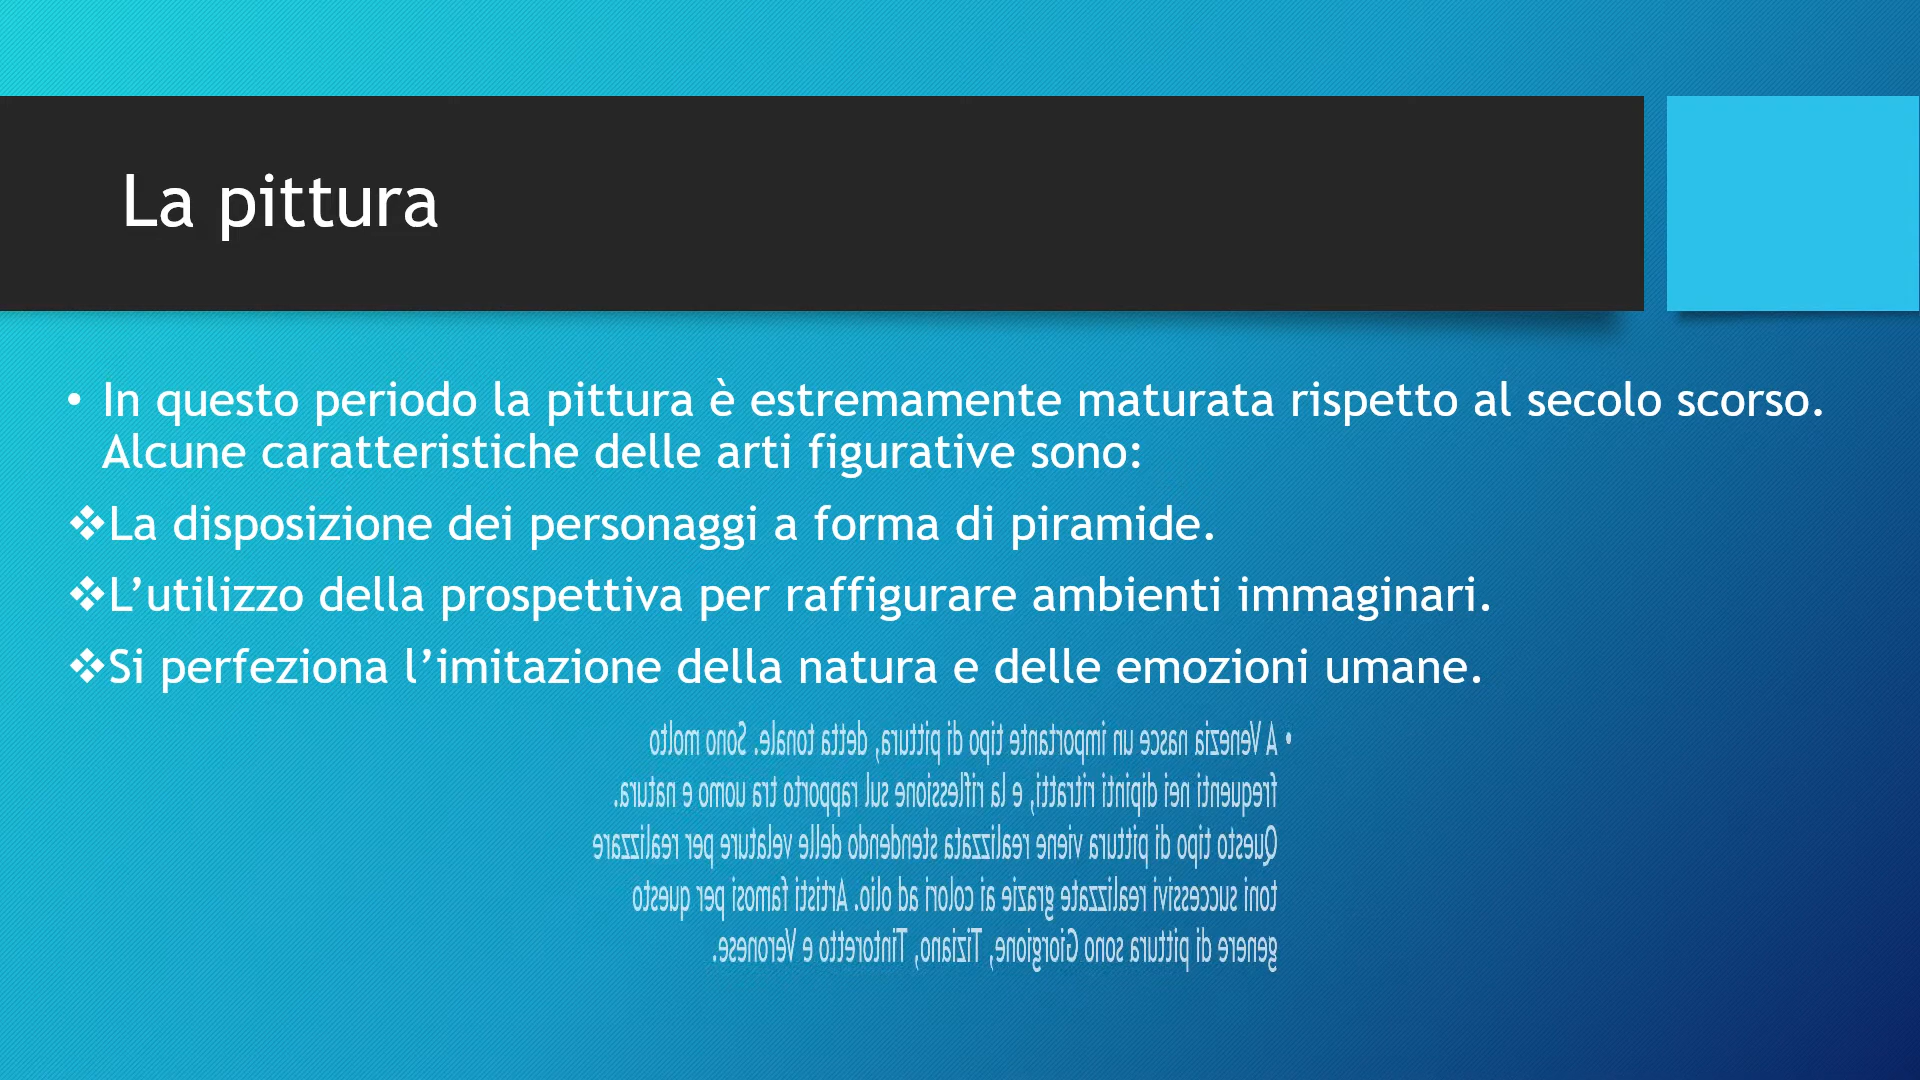 La pittura
• In questo periodo la pittura è estremamente maturata rispetto al secolo scorso.
Alcune caratteristiche delle arti figurative sono:
❖La disposizione dei personaggi a forma di piramide.
❖L’utilizzo della prospettiva per raffigurare ambienti immaginari.
❖Si perfeziona l’imitazione della natura e delle emozioni umane.
• A Venezia nasce un importante tipo di pittura, detta tonale. Sono molto
frequenti nei dipinti ritratti, e la riflessione sul rapporto tra uomo e natura.
Questo tipo di pittura viene realizzata stendendo delle velature per realizzare
toni successivi realizzate grazie ai colori ad olio. Artisti famosi per questo
genere di pittura sono Giorgione, Tiziano, Tintoretto e Veronese.